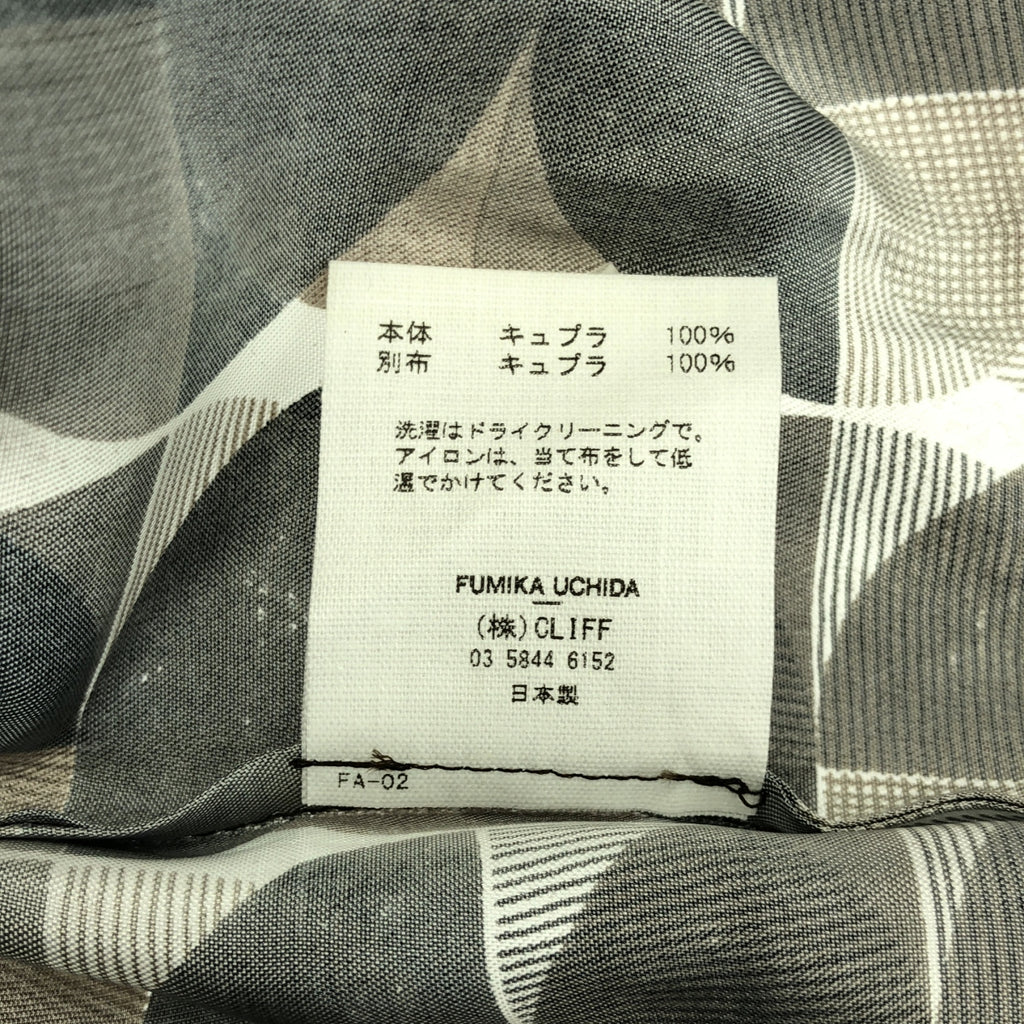 本体 キュプラ 100%
別布 キュプラ 100%
洗濯はドライクリーニングで。
アイロンは、当て布をして低
温でかけてください。
FUMIKA UCHIDA
(株)CLIFF
03 5844 6152
日本製
FA-02